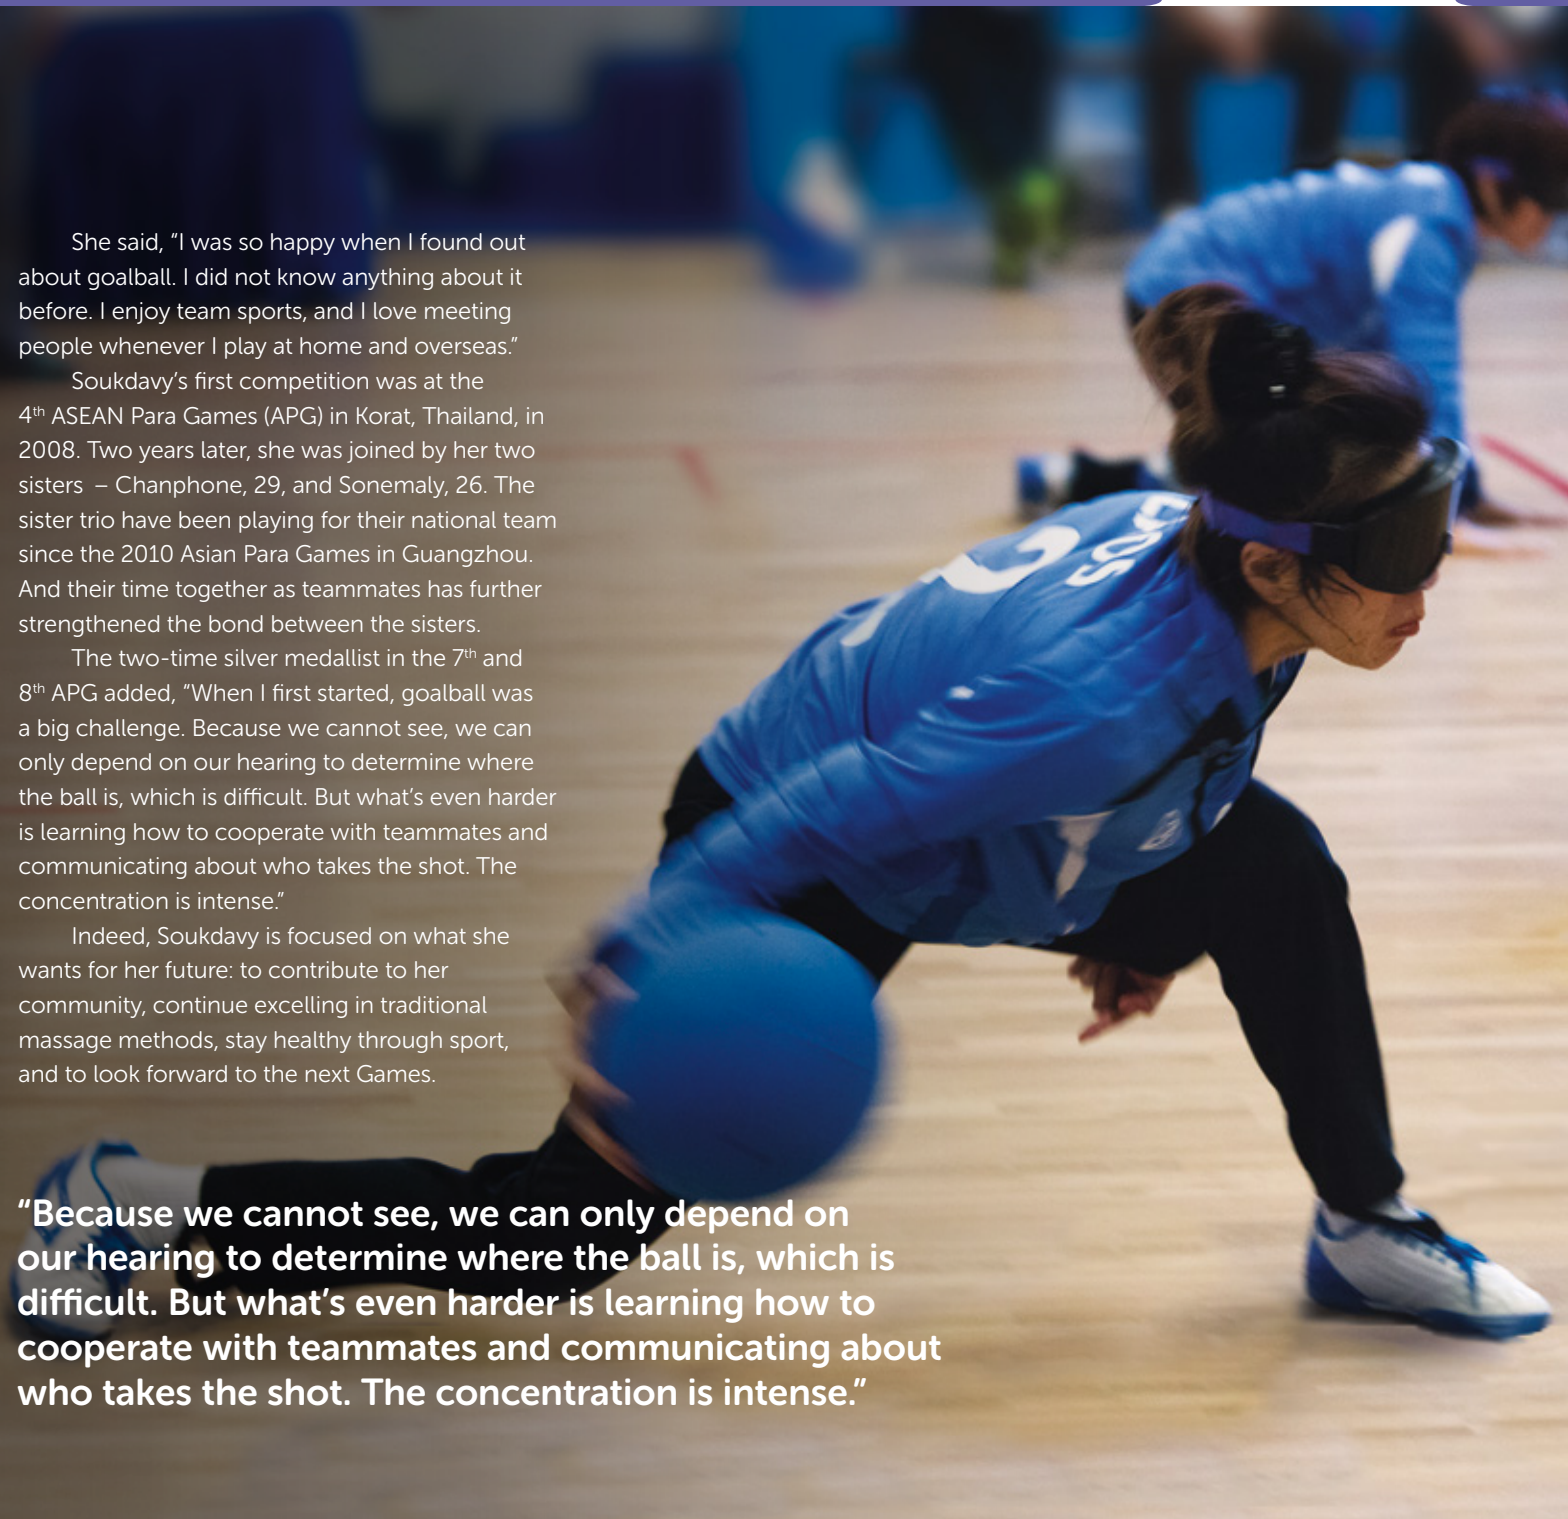 She said, “I was so happy when I found out
about goalball. I did not know anything about it
before. I enjoy team sports, and I love meeting
people whenever I play at home and overseas.”
Soukdavy’s first competition was at the
4th ASEAN Para Games (APG) in Korat, Thailand, in
2008. Two years later, she was joined by her two
sisters – Chanphone, 29, and Sonemaly, 26. The
sister trio have been playing for their national team
since the 2010 Asian Para Games in Guangzhou.
And their time together as teammates has further
strengthened the bond between the sisters.
The two-time silver medallist in the 7th and
8th APG added, “When I first started, goalball was
a big challenge. Because we cannot see, we can
only depend on our hearing to determine where
the ball is, which is difficult. But what’s even harder
is learning how to cooperate with teammates and
communicating about who takes the shot. The
concentration is intense.”
Indeed, Soukdavy is focused on what she
wants for her future: to contribute to her
community, continue excelling in traditional
massage methods, stay healthy through sport,
and to look forward to the next Games.
“Because we cannot see, we can only depend on
our hearing to determine where the ball is, which is
difficult. But what’s even harder is learning how to
cooperate with teammates and communicating about
who takes the shot. The concentration is intense.”